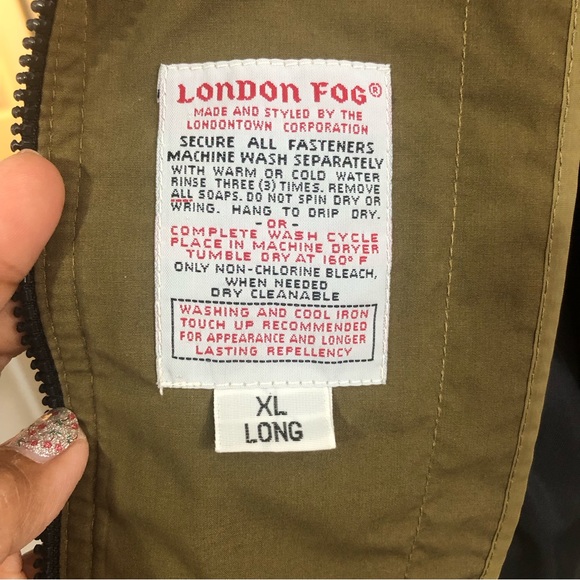 LONDON FOG®
MADE AND STYLED BY THE
LONDONTOWN CORPORATION
SECURE ALL FASTENERS
MACHINE WASH SEPARATELY
WITH WARM OR COLD WATER
RINSE THREE (3) TIMES. REMOVE
ALL SOAPS. DO NOT SPIN DRY OR
WRING. HANG TO DRIP DRY.
- OR -
COMPLETE WASH CYCLE
PLACE IN MACHINE DRYER
TUMBLE DRY AT 160° F
ONLY NON-CHLORINE BLEACH,
WHEN NEEDED
DRY CLEANABLE
WASHING AND COOL IRON
TOUCH UP RECOMMENDED
FOR APPEARANCE AND LONGER
LASTING REPELLENCY
XL
LONG